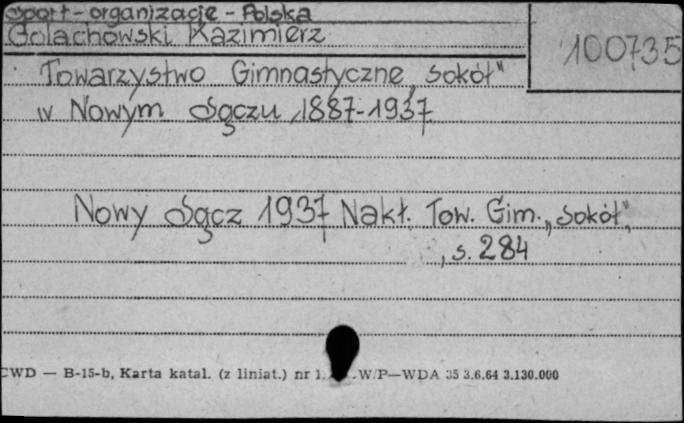 Sport - organizacje - Polska
Golachowski Kazimierz
100735
Towarzystwo Gimnastyczne „Sokół"
w Nowym Sączu, 1887-1937
Nowy Sącz 1937 Nakł. Tow. Gim. „Sokół",
, s. 284
CWD — B-15-b, Karta katal. (z liniat.) nr 1. W/P—WDA 35 3.6.64 3.130.000